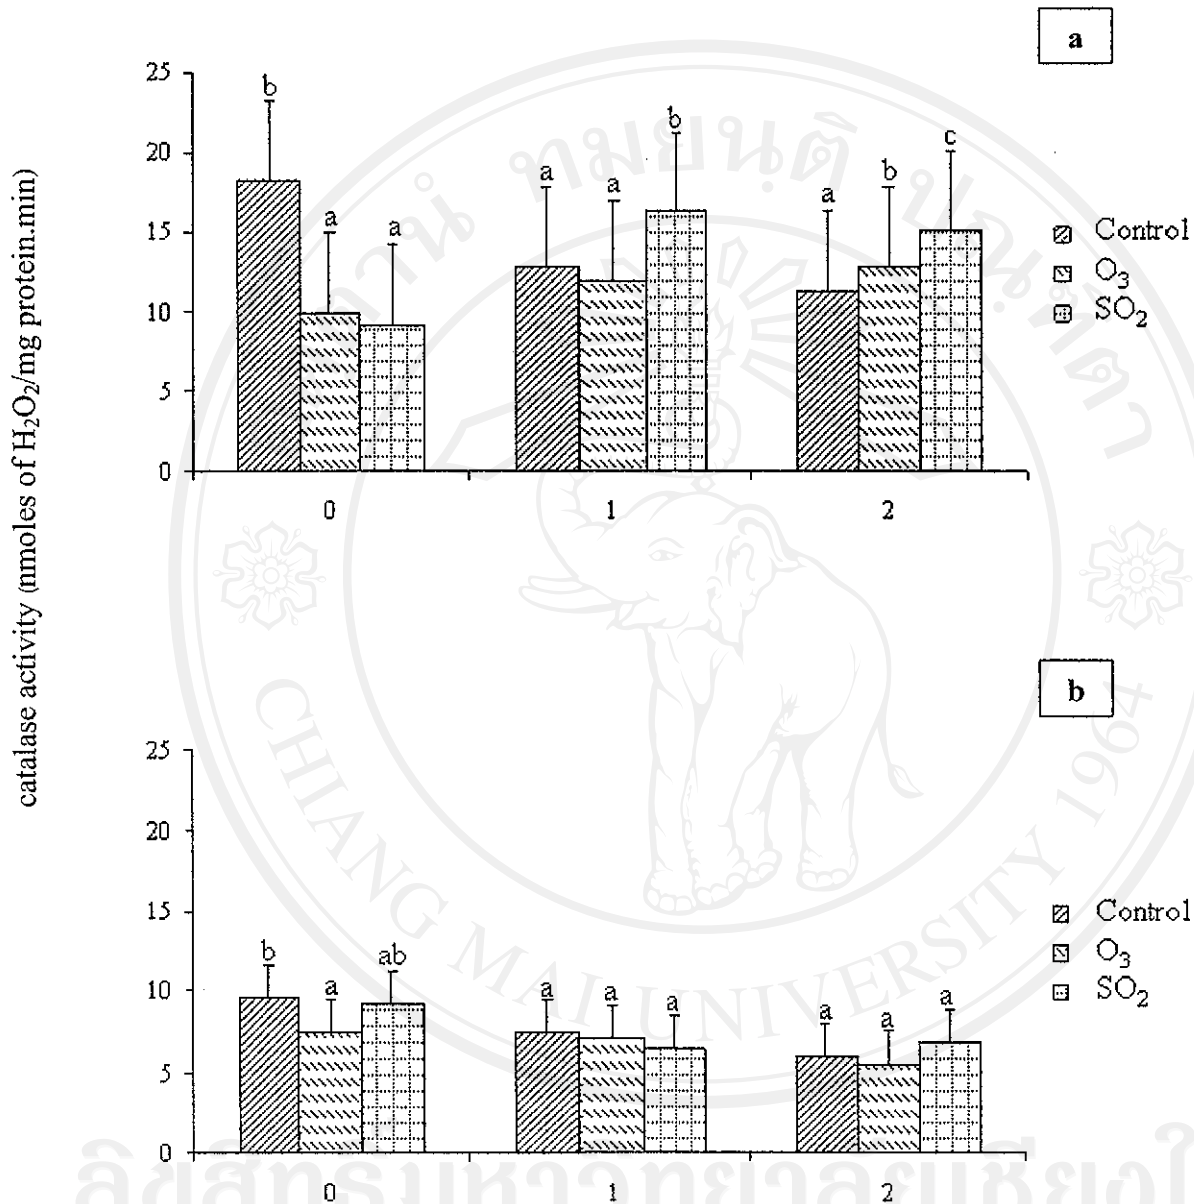 a
catalase activity (nmoles of H₂O₂/mg protein.min)
25
20
15
10
5
0
b
a
a
a
a
b
a
b
c
0
1
2
Control
O₃
SO₂
b
25
20
15
10
5
0
b
a
ab
a
a
a
a
a
a
0
1
2
Control
O₃
SO₂
CHIANG MAI UNIVERSITY 1964